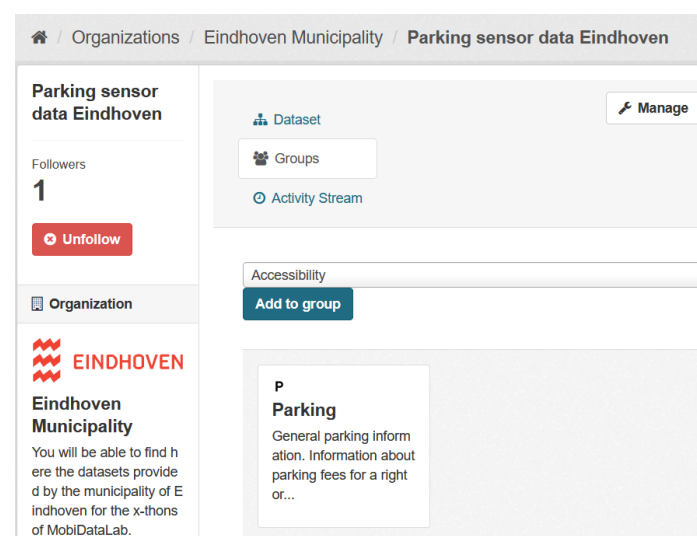 / Organizations / Eindhoven Municipality / Parking sensor data Eindhoven
Parking sensor
data Eindhoven
Followers
1
Unfollow
Organization
EINDHOVEN
Eindhoven
Municipality
You will be able to find h
ere the datasets provide
d by the municipality of E
indhoven for the x-thons
of MobiDataLab.
Dataset
Manage
Groups
Activity Stream
Accessibility
Add to group
P
Parking
General parking inform
ation. Information about
parking fees for a right
or...